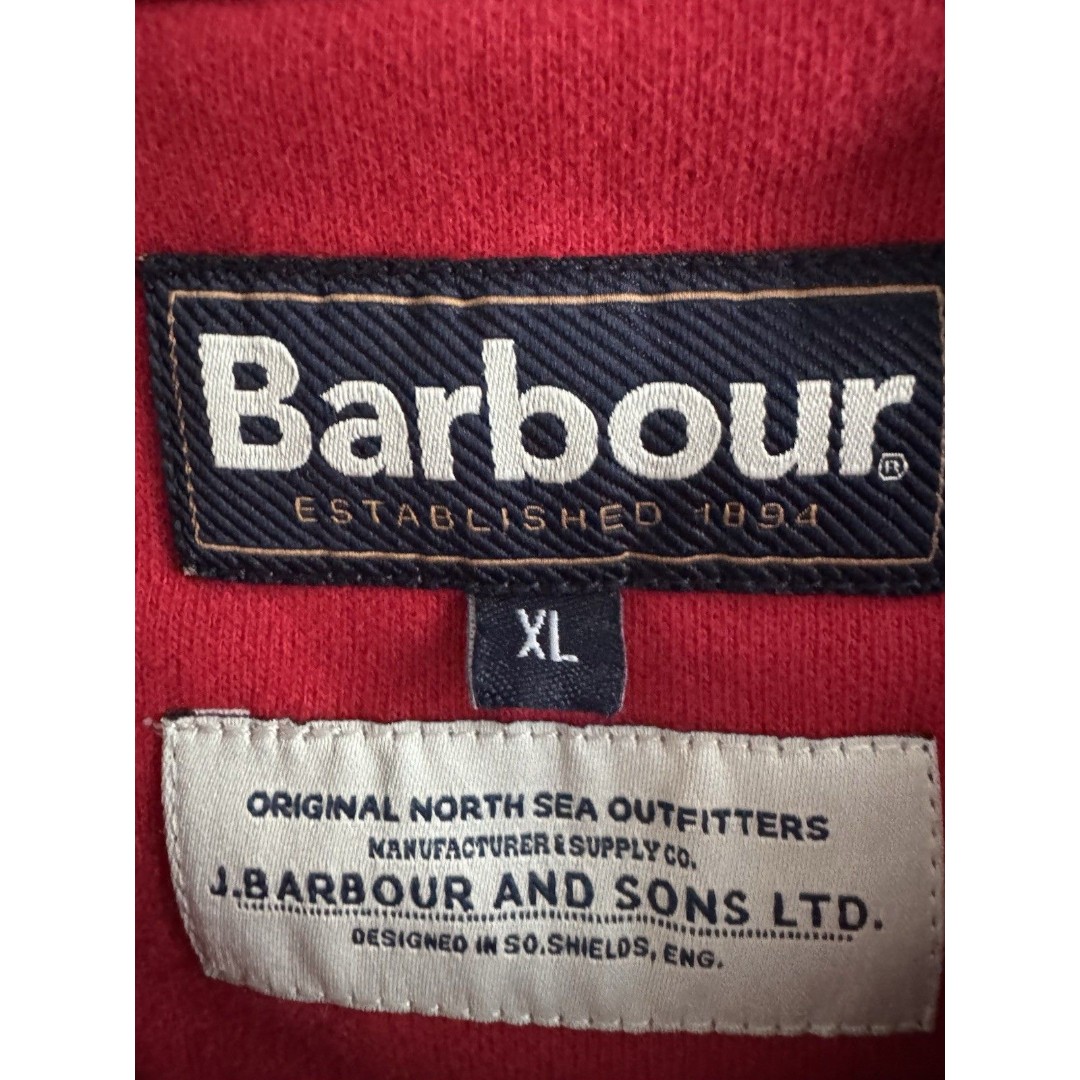 Barbour®
ESTABLISHED 1894
XL
ORIGINAL NORTH SEA OUTFITTERS
MANUFACTURER & SUPPLY CO.
J.BARBOUR AND SONS LTD.
DESIGNED IN SO.SHIELDS, ENG.